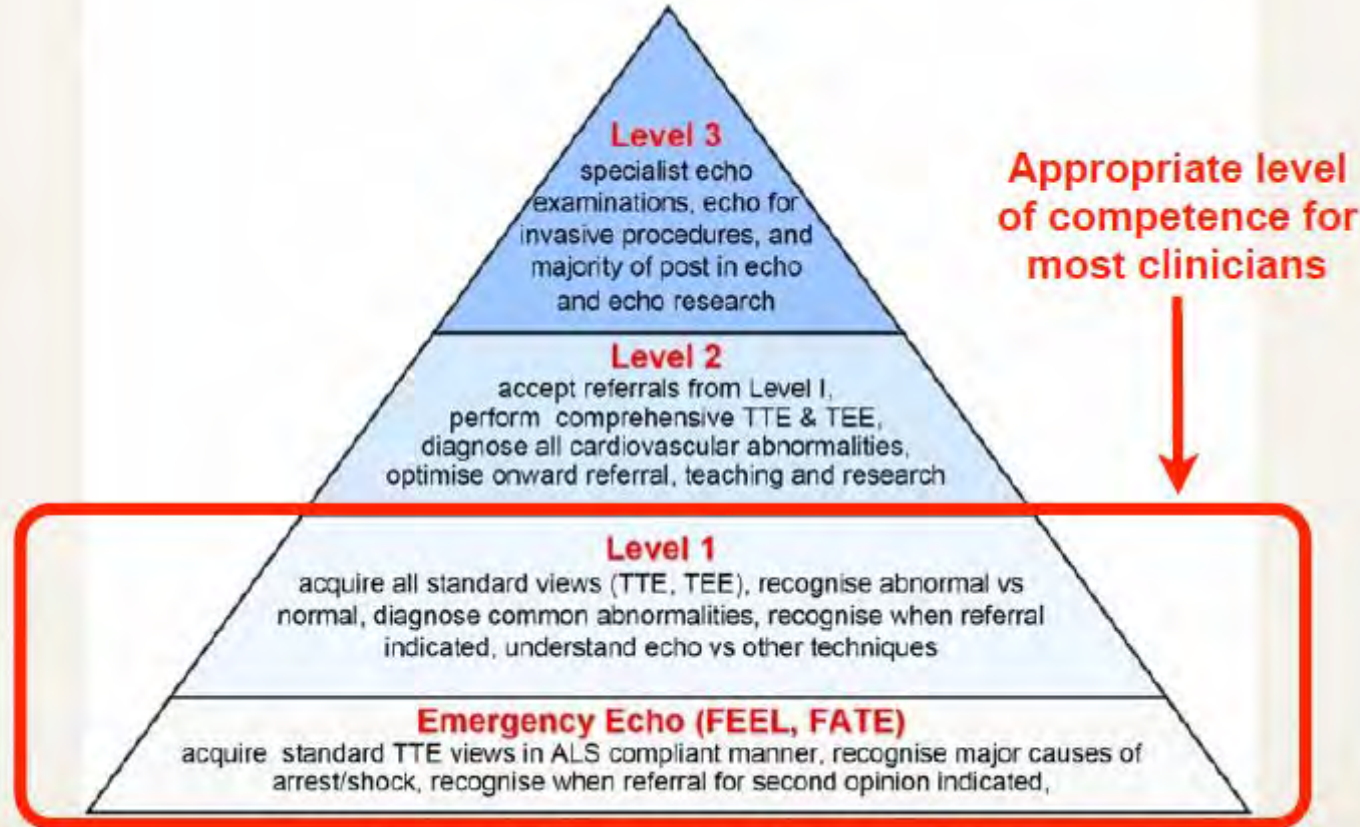 Level 3
specialist echo
examinations, echo for
invasive procedures, and
majority of post in echo
and echo research
Appropriate level
of competence for
most clinicians
Level 2
accept referrals from Level I,
perform comprehensive TTE & TEE,
diagnose all cardiovascular abnormalities,
optimise onward referral, teaching and research
Level 1
acquire all standard views (TTE, TEE), recognise abnormal vs
normal, diagnose common abnormalities, recognise when referral
indicated, understand echo vs other techniques
Emergency Echo (FEEL, FATE)
acquire standard TTE views in ALS compliant manner, recognise major causes of
arrest/shock, recognise when referral for second opinion indicated,